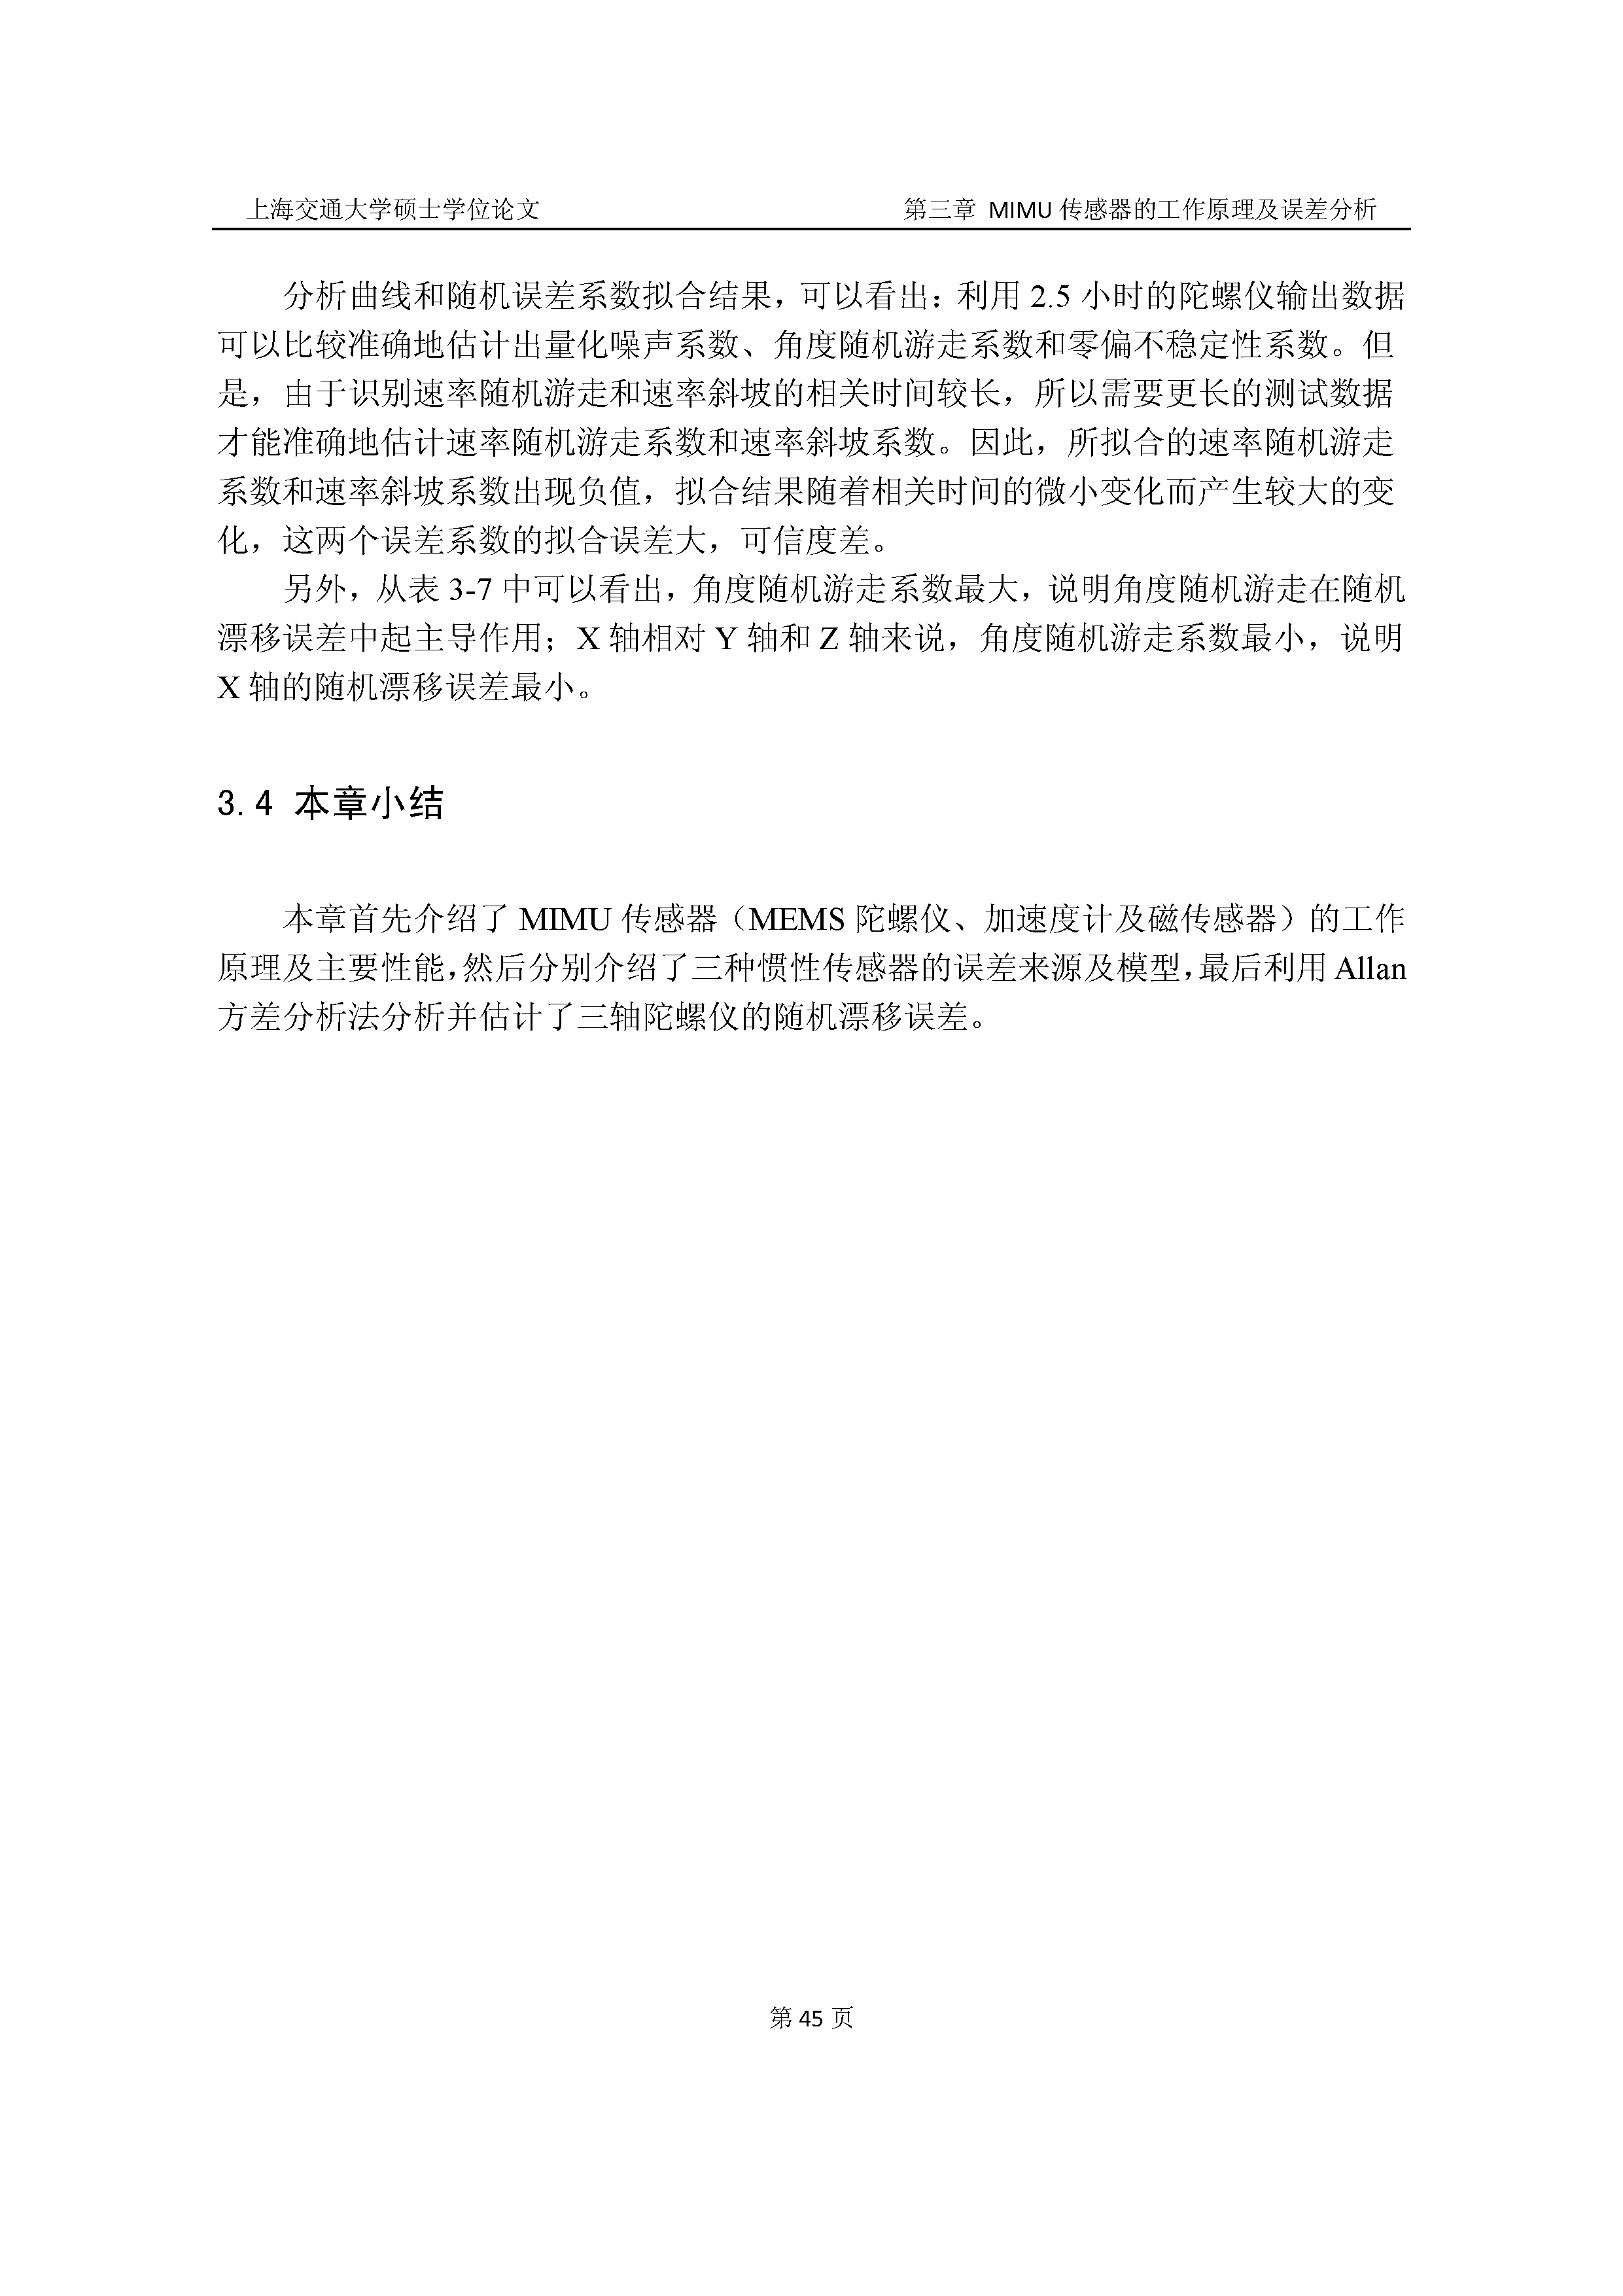 上海交通大学硕士学位论文 第三章 MIMU 传感器的工作原理及误差分析
分析曲线和随机误差系数拟合结果，可以看出：利用 2.5 小时的陀螺仪输出数据
可以比较准确地估计出量化噪声系数、角度随机游走系数和零偏不稳定性系数。但
是，由于识别速率随机游走和速率斜坡的相关时间较长，所以需要更长的测试数据
才能准确地估计速率随机游走系数和速率斜坡系数。因此，所拟合的速率随机游走
系数和速率斜坡系数出现负值，拟合结果随着相关时间的微小变化而产生较大的变
化，这两个误差系数的拟合误差大，可信度差。
另外，从表 3-7 中可以看出，角度随机游走系数最大，说明角度随机游走在随机
漂移误差中起主导作用；X 轴相对 Y 轴和 Z 轴来说，角度随机游走系数最小，说明
X 轴的随机漂移误差最小。
3.4 本章小结
本章首先介绍了 MIMU 传感器（MEMS 陀螺仪、加速度计及磁传感器）的工作
原理及主要性能，然后分别介绍了三种惯性传感器的误差来源及模型，最后利用 Allan
方差分析法分析并估计了三轴陀螺仪的随机漂移误差。
第 45 页